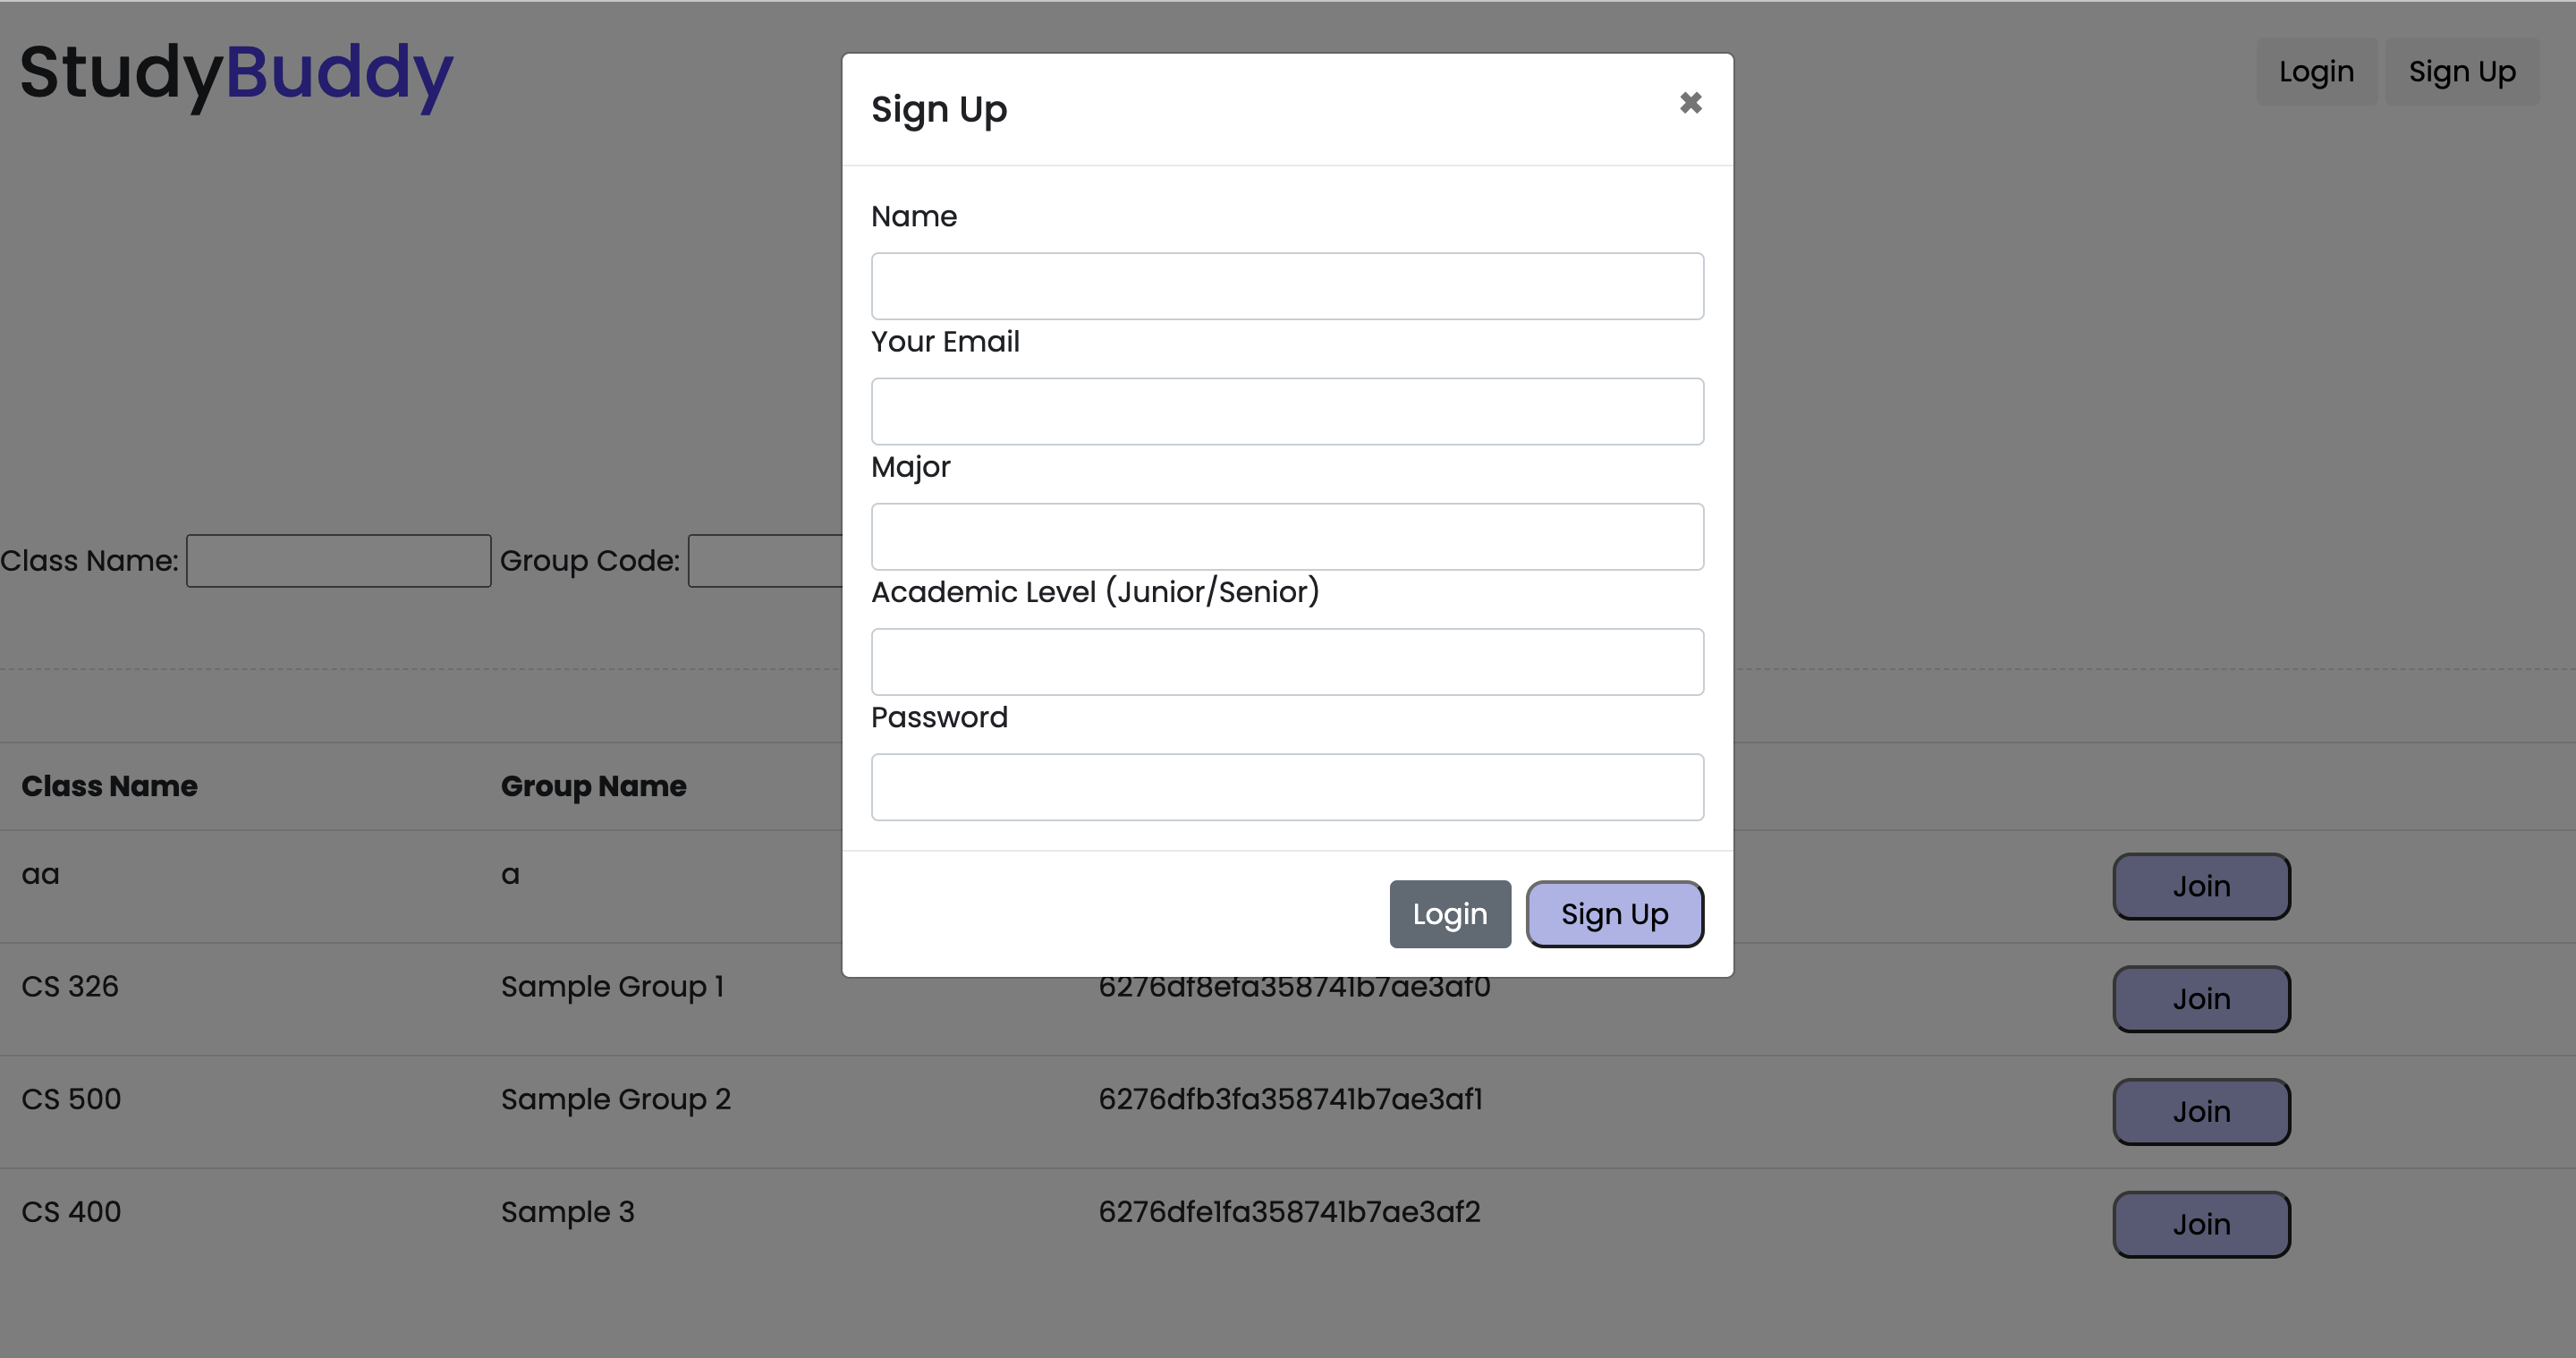 StudyBuddy
Login
Sign Up
Sign Up
✖
Name
Your Email
Major
Academic Level (Junior/Senior)
Password
Login
Sign Up
Class Name:
Group Code:
Class Name
Group Name
aa
a
Join
CS 326
Sample Group 1
6276df8efa358741b7ae3af0
Join
CS 500
Sample Group 2
6276dfb3fa358741b7ae3af1
Join
CS 400
Sample 3
6276dfe1fa358741b7ae3af2
Join